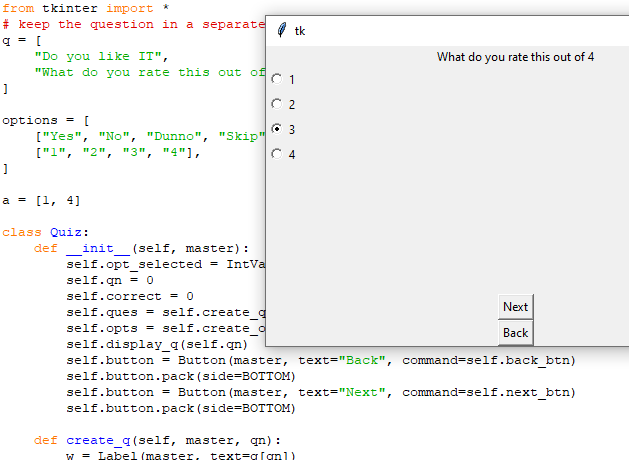 from tkinter import *
# keep the question in a separate
q = [
    "Do you like IT",
    "What do you rate this out of
]
options = [
    ["Yes", "No", "Dunno", "Skip"
    ["1", "2", "3", "4"],
]
a = [1, 4]
class Quiz:
    def __init__(self, master):
        self.opt_selected = IntVa
        self.qn = 0
        self.correct = 0
        self.ques = self.create_q
        self.opts = self.create_o
        self.display_q(self.qn)
        self.button = Button(master, text="Back", command=self.back_btn)
        self.button.pack(side=BOTTOM)
        self.button = Button(master, text="Next", command=self.next_btn)
        self.button.pack(side=BOTTOM)
    def create_q(self, master, qn):
        w = Label(master, text=q[qn])
tk
What do you rate this out of 4
1
2
3
4
Next
Back